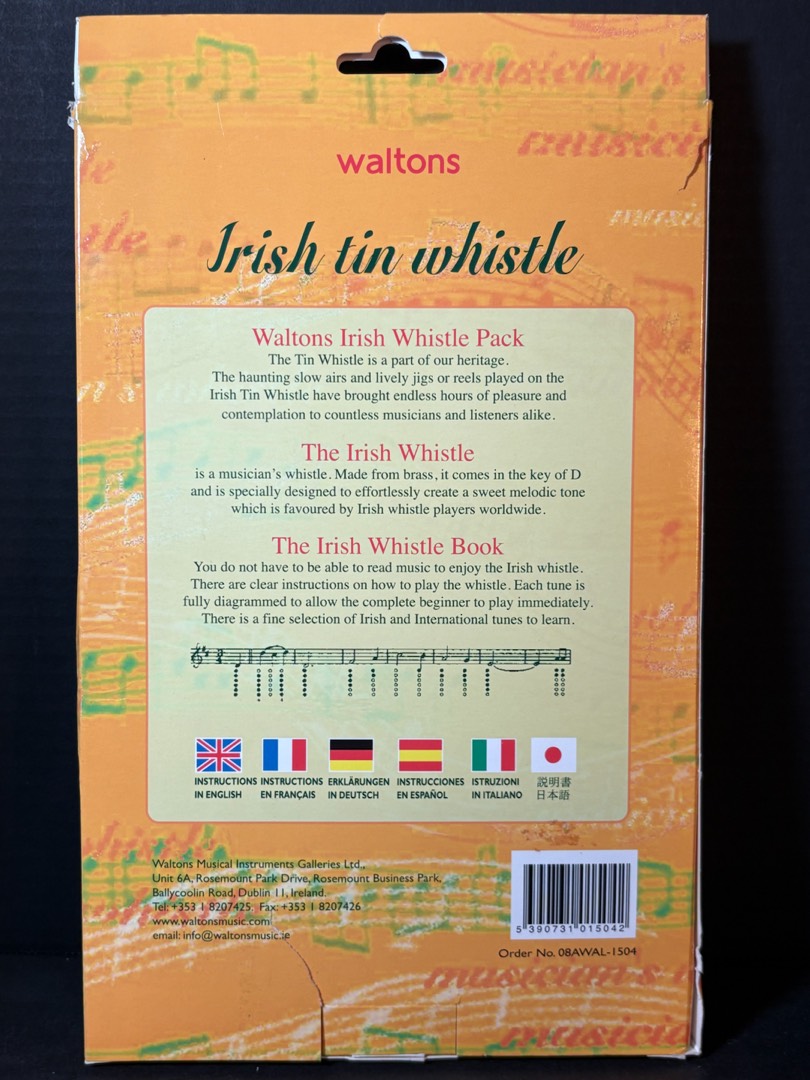 musician's
musici
waltons
Irish tin whistle
Waltons Irish Whistle Pack
The Tin Whistle is a part of our heritage.
The haunting slow airs and lively jigs or reels played on the
Irish Tin Whistle have brought endless hours of pleasure and
contemplation to countless musicians and listeners alike.
The Irish Whistle
is a musician's whistle. Made from brass, it comes in the key of D
and is specially designed to effortlessly create a sweet melodic tone
which is favoured by Irish whistle players worldwide.
The Irish Whistle Book
You do not have to be able to read music to enjoy the Irish whistle.
There are clear instructions on how to play the whistle. Each tune is
fully diagrammed to allow the complete beginner to play immediately.
There is a fine selection of Irish and International tunes to learn.
INSTRUCTIONS
IN ENGLISH
INSTRUCTIONS
EN FRANÇAIS
ERKLÄRUNGEN
IN DEUTSCH
INSTRUCCIONES
EN ESPAÑOL
ISTRUZIONI
IN ITALIANO
説明書
日本語
Waltons Musical Instruments Galleries Ltd.,
Unit 6A, Rosemount Park Drive, Rosemount Business Park,
Ballycoolin Road, Dublin 11, Ireland.
Tel: +353 1 8207425 Fax: +353 1 8207426
www.waltonsmusic.com
email: info@waltonsmusic.ie
5 390731 015042
Order No. 08AWAL-1504
musician's
musicia